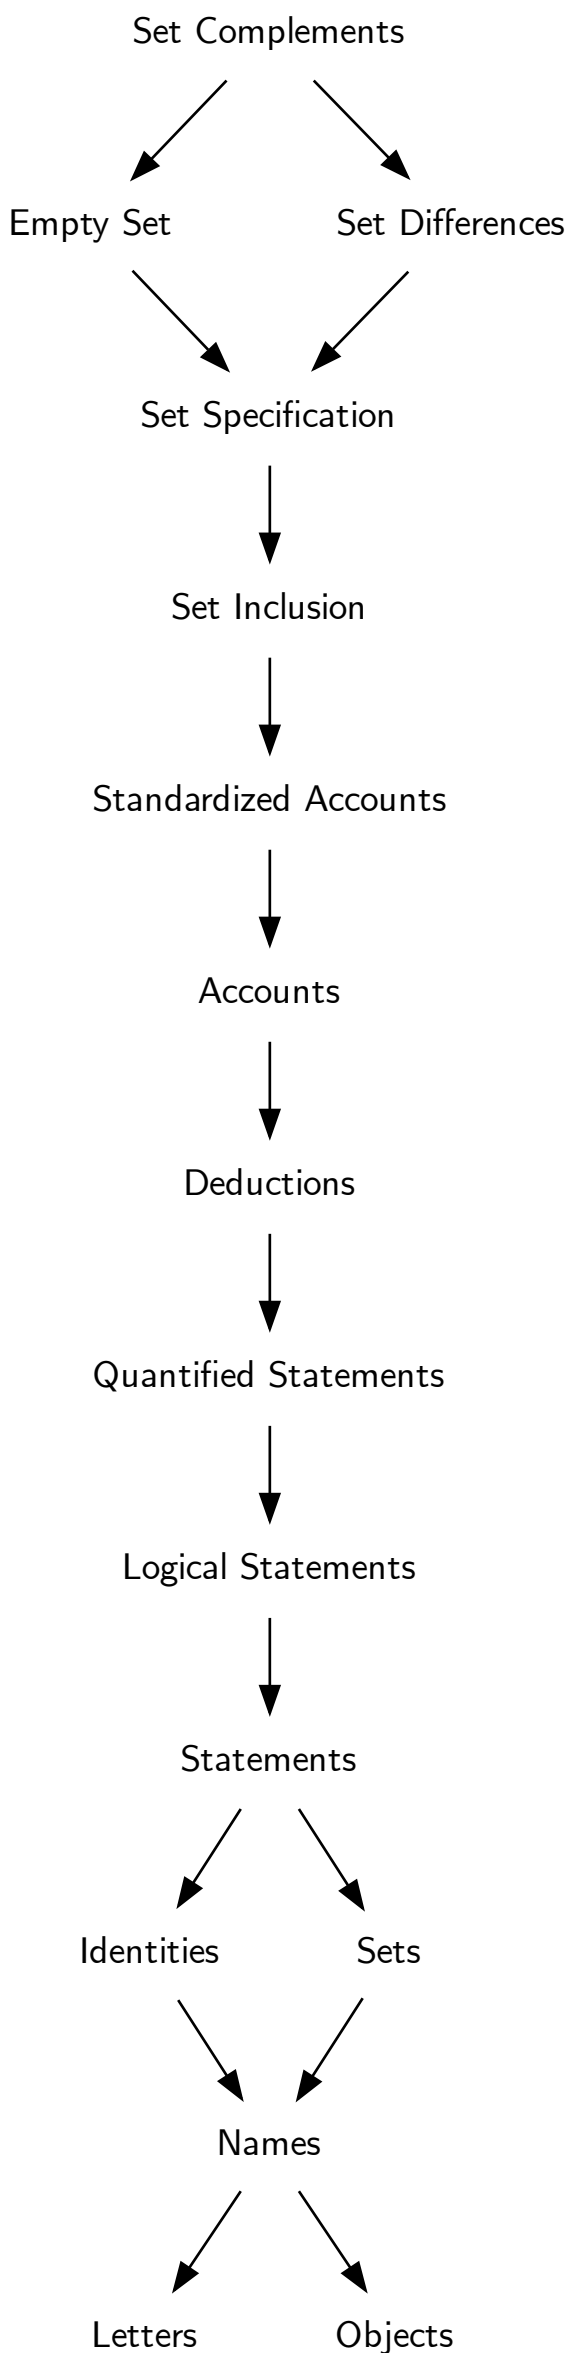 Set Complements
Empty Set
Set Differences
Set Specification
Set Inclusion
Standardized Accounts
Accounts
Deductions
Quantified Statements
Logical Statements
Statements
Identities
Sets
Names
Letters
Objects